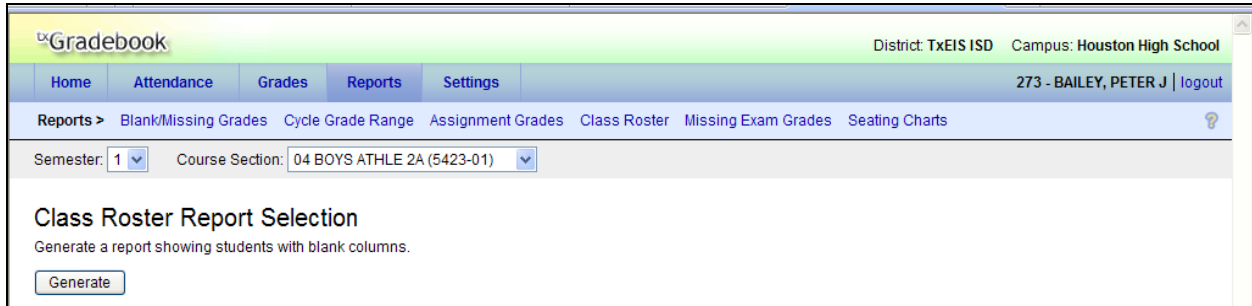 txGradebook
District: TxEIS ISD Campus: Houston High School
Home Attendance Grades Reports Settings 273 - BAILEY, PETER J | logout
Reports > Blank/Missing Grades Cycle Grade Range Assignment Grades Class Roster Missing Exam Grades Seating Charts ?
Semester: 1 Course Section: 04 BOYS ATHLE 2A (5423-01)
Class Roster Report Selection
Generate a report showing students with blank columns.
Generate